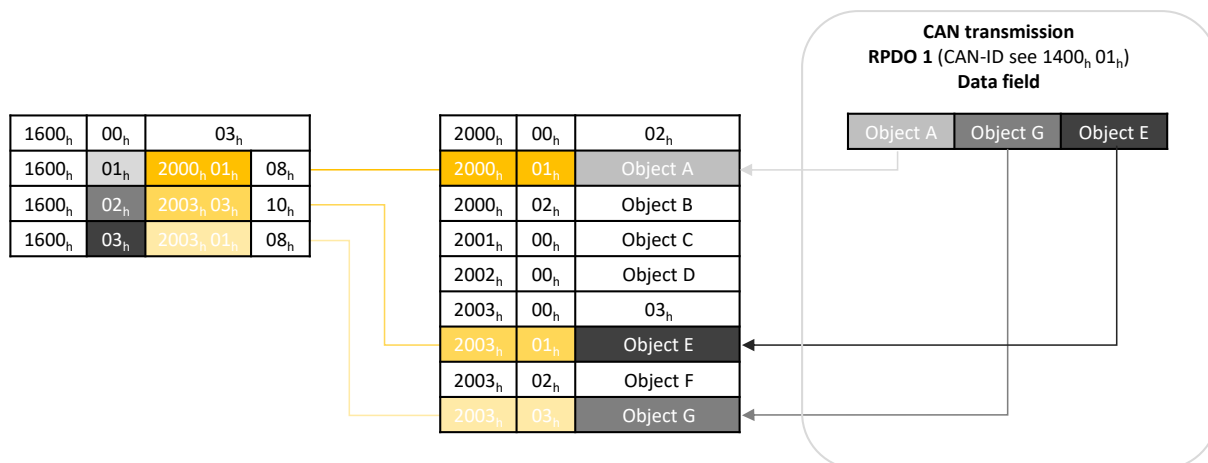 CAN transmission
RPDO 1 (CAN-ID see 1400ₕ 01ₕ)
Data field
Object A Object G Object E
1600ₕ 00ₕ 03ₕ
1600ₕ 01ₕ 2000ₕ 01ₕ 08ₕ
1600ₕ 02ₕ 2003ₕ 03ₕ 10ₕ
1600ₕ 03ₕ 2003ₕ 01ₕ 08ₕ
2000ₕ 00ₕ 02ₕ
2000ₕ 01ₕ Object A
2000ₕ 02ₕ Object B
2001ₕ 00ₕ Object C
2002ₕ 00ₕ Object D
2003ₕ 00ₕ 03ₕ
2003ₕ 01ₕ Object E
2003ₕ 02ₕ Object F
2003ₕ 03ₕ Object G